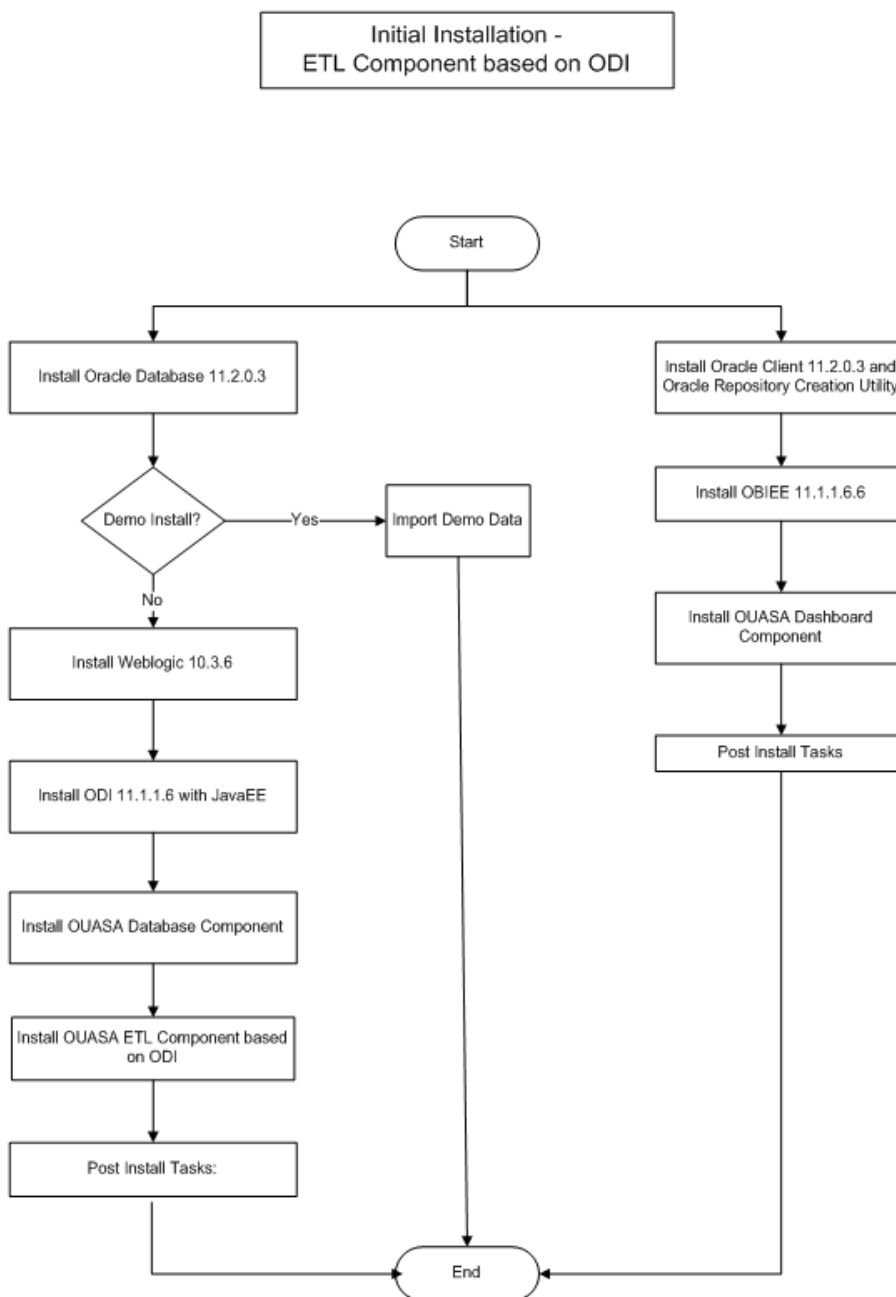 Initial Installation -
ETL Component based on ODI
Start
Install Oracle Database 11.2.0.3
Demo Install?
Yes
Import Demo Data
No
Install Weblogic 10.3.6
Install ODI 11.1.1.6 with JavaEE
Install OUASA Database Component
Install OUASA ETL Component based
on ODI
Post Install Tasks:
Install Oracle Client 11.2.0.3 and
Oracle Repository Creation Utility
Install OBIEE 11.1.1.6.6
Install OUASA Dashboard
Component
Post Install Tasks
End